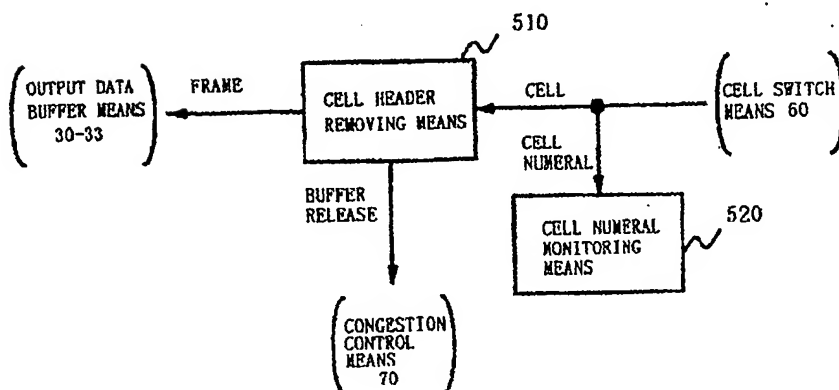 510
OUTPUT DATA
BUFFER MEANS
30-33
FRAME
CELL HEADER
REMOVING MEANS
CELL
CELL SWITCH
MEANS 60
CELL
NUMERAL
BUFFER
RELEASE
520
CELL NUMERAL
MONITORING
MEANS
CONGESTION
CONTROL
MEANS
70